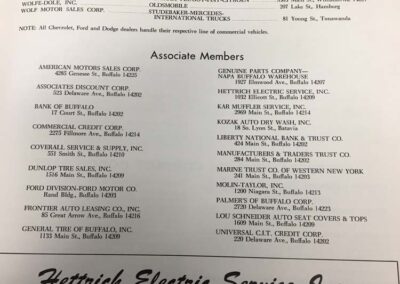 WOLFE-DOLE, INC.
OLDSMOBILE
297 Lake St., Hamburg
WOLF MOTOR SALES CORP.
STUDEBAKER-MERCEDES-
INTERNATIONAL TRUCKS
81 Young St., Tonawanda
NOTE: All Chevrolet, Ford and Dodge dealers handle their respective line of commercial vehicles.
Associate Members
AMERICAN MOTORS SALES CORP.
4285 Genesee St., Buffalo 14225
ASSOCIATES DISCOUNT CORP.
523 Delaware Ave., Buffalo 14202
BANK OF BUFFALO
17 Court St., Buffalo 14202
COMMERCIAL CREDIT CORP.
2275 Fillmore Ave., Buffalo 14214
COVERALL SERVICE & SUPPLY, INC.
551 Smith St., Buffalo 14210
DUNLOP TIRE SALES, INC.
1516 Main St., Buffalo 14209
FORD DIVISION-FORD MOTOR CO.
Rand Bldg., Buffalo 14203
FRONTIER AUTO LEASING CO., INC.
85 Great Arrow Ave., Buffalo 14216
GENERAL TIRE OF BUFFALO, INC.
1133 Main St., Buffalo 14209
GENUINE PARTS COMPANY—
NAPA BUFFALO WAREHOUSE
1927 Elmwood Ave., Buffalo 14207
HETTRICH ELECTRIC SERVICE, INC.
1032 Ellicott St., Buffalo 14209
KAR MUFFLER SERVICE, INC.
2969 Main St., Buffalo 14214
KOZAK AUTO DRY WASH, INC.
18 So. Lyon St., Batavia
LIBERTY NATIONAL BANK & TRUST CO.
424 Main St., Buffalo 14202
MANUFACTURERS & TRADERS TRUST CO.
284 Main St., Buffalo 14202
MARINE TRUST CO. OF WESTERN NEW YORK
241 Main St., Buffalo 14203
MOLIN-TAYLOR, INC.
1200 Niagara St., Buffalo 14213
PALMER'S OF BUFFALO CORP.
2720 Delaware Ave., Buffalo 14223
LOU SCHNEIDER AUTO SEAT COVERS & TOPS
1609 Main St., Buffalo 14209
UNIVERSAL C.I.T. CREDIT CORP.
220 Delaware Ave., Buffalo 14202
Hettrich Electric Service, I